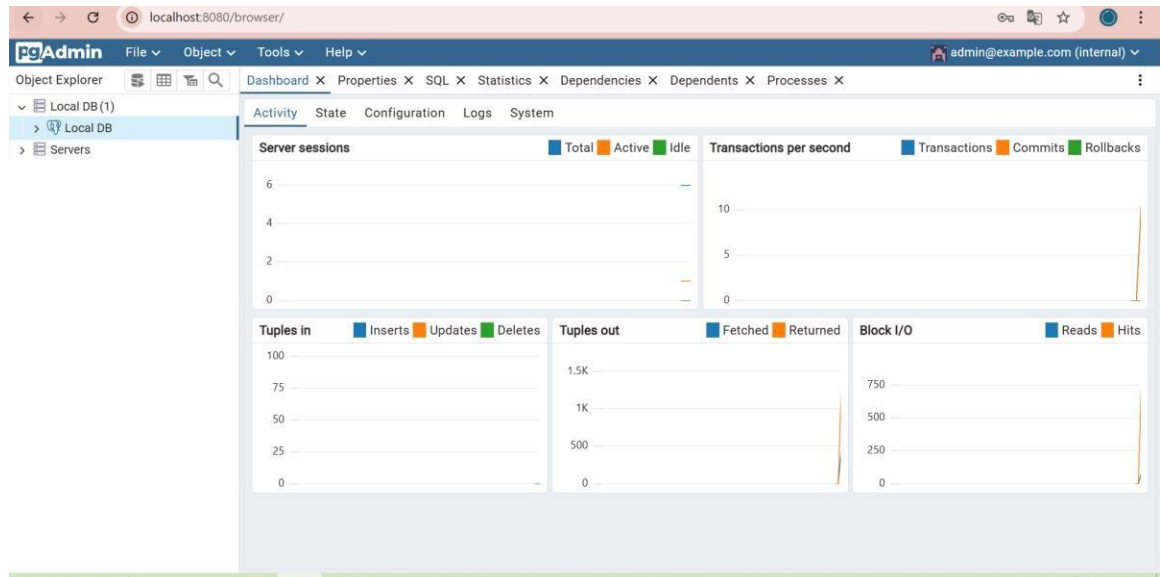 localhost:8080/browser/
pgAdmin File Object Tools Help admin@example.com (internal)
Object Explorer Dashboard X Properties X SQL X Statistics X Dependencies X Dependents X Processes X
Local DB (1)
Local DB
Servers
Activity State Configuration Logs System
Server sessions Total Active Idle
6
4
2
0
Transactions per second Transactions Commits Rollbacks
10
5
0
Tuples in Inserts Updates Deletes
100
75
50
25
0
Tuples out Fetched Returned
1.5K
1K
500
0
Block I/O Reads Hits
750
500
250
0